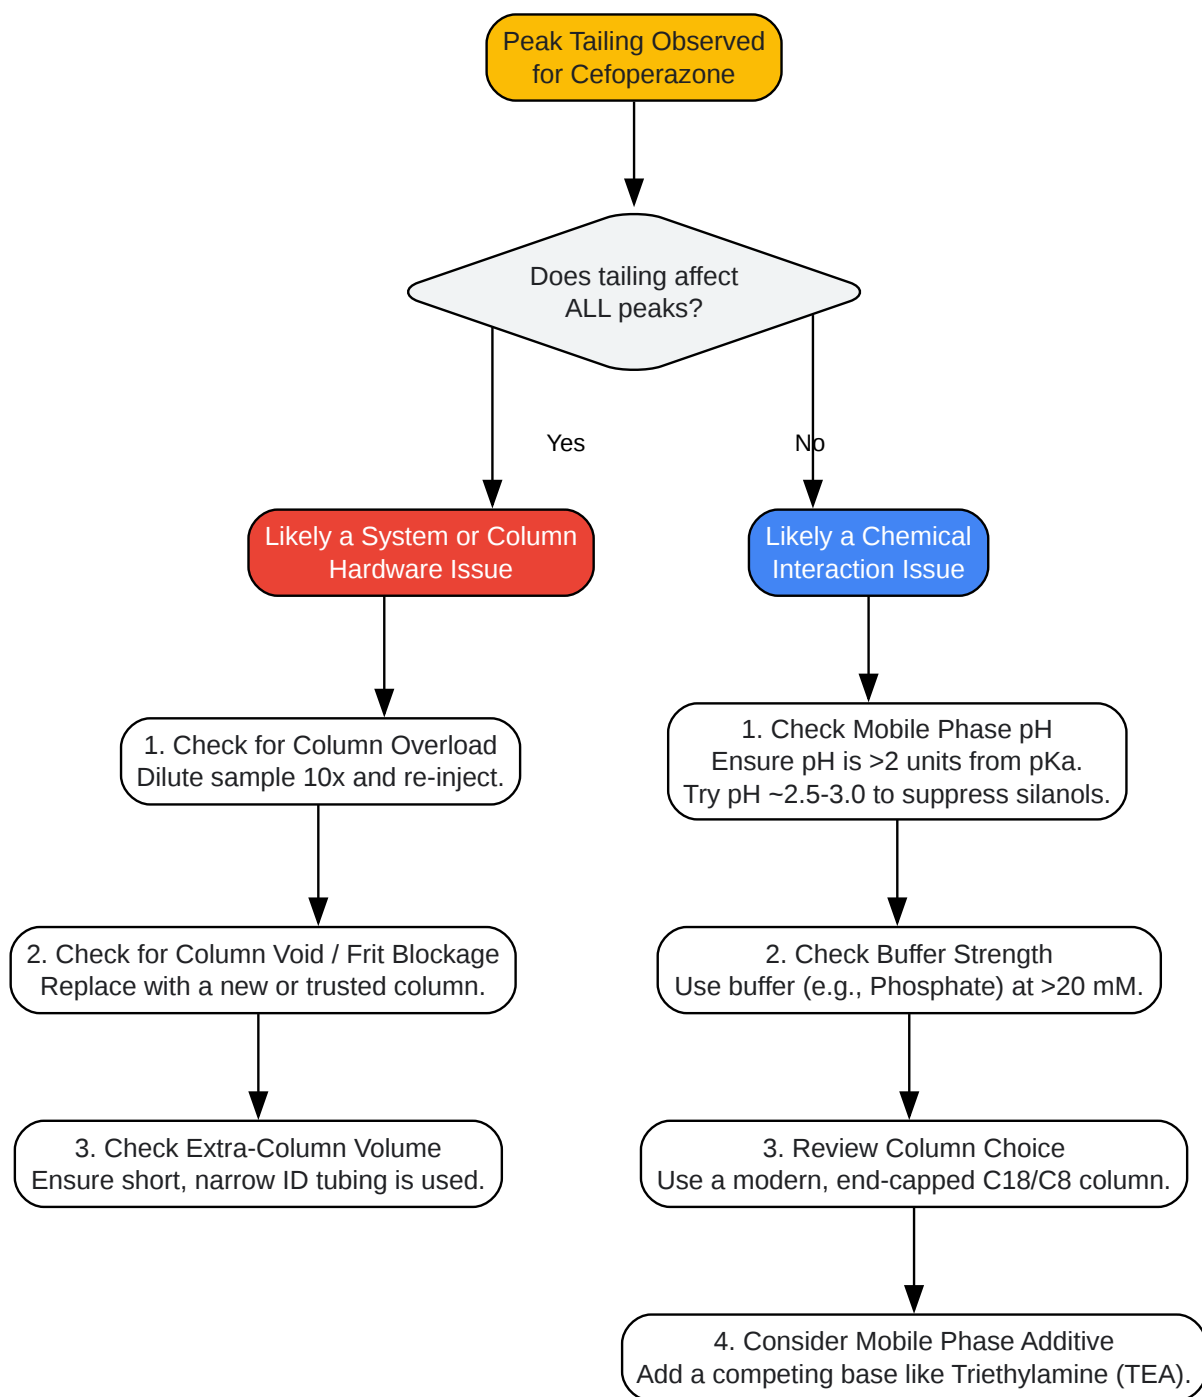 Peak Tailing Observed
for Cefoperazone
Does tailing affect
ALL peaks?
Yes
No
Likely a System or Column
Hardware Issue
Likely a Chemical
Interaction Issue
1. Check for Column Overload
Dilute sample 10x and re-inject.
1. Check Mobile Phase pH
Ensure pH is >2 units from pKa.
Try pH ~2.5-3.0 to suppress silanols.
2. Check for Column Void / Frit Blockage
Replace with a new or trusted column.
2. Check Buffer Strength
Use buffer (e.g., Phosphate) at >20 mM.
3. Check Extra-Column Volume
Ensure short, narrow ID tubing is used.
3. Review Column Choice
Use a modern, end-capped C18/C8 column.
4. Consider Mobile Phase Additive
Add a competing base like Triethylamine (TEA).